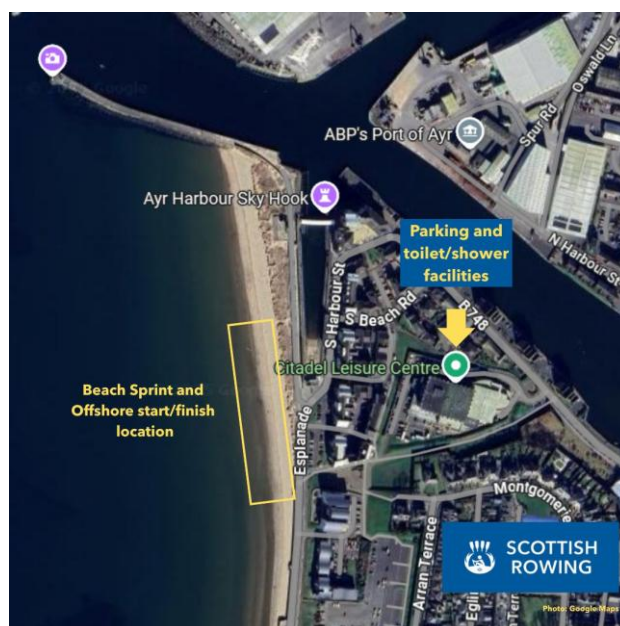 Oswald Ln
Spur Rd
ABP's Port of Ayr
Ayr Harbour Sky Hook
N Harbour St
Parking and
toilet/shower
facilities
B748
S Harbour St
S Beach Rd
Citadel Leisure Centre
Beach Sprint and
Offshore start/finish
location
Esplanade
Montgomerie
Arran Terrace
SCOTTISH
ROWING
Photo: Google Maps